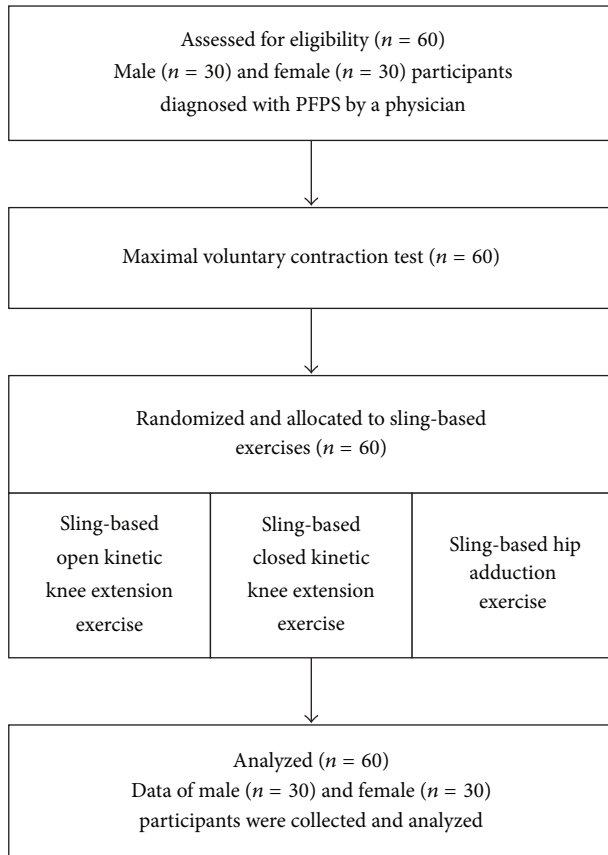 Assessed for eligibility (n = 60)
Male (n = 30) and female (n = 30) participants
diagnosed with PFPS by a physician
Maximal voluntary contraction test (n = 60)
Randomized and allocated to sling-based
exercises (n = 60)
Sling-based
open kinetic
knee extension
exercise
Sling-based
closed kinetic
knee extension
exercise
Sling-based hip
adduction
exercise
Analyzed (n = 60)
Data of male (n = 30) and female (n = 30)
participants were collected and analyzed